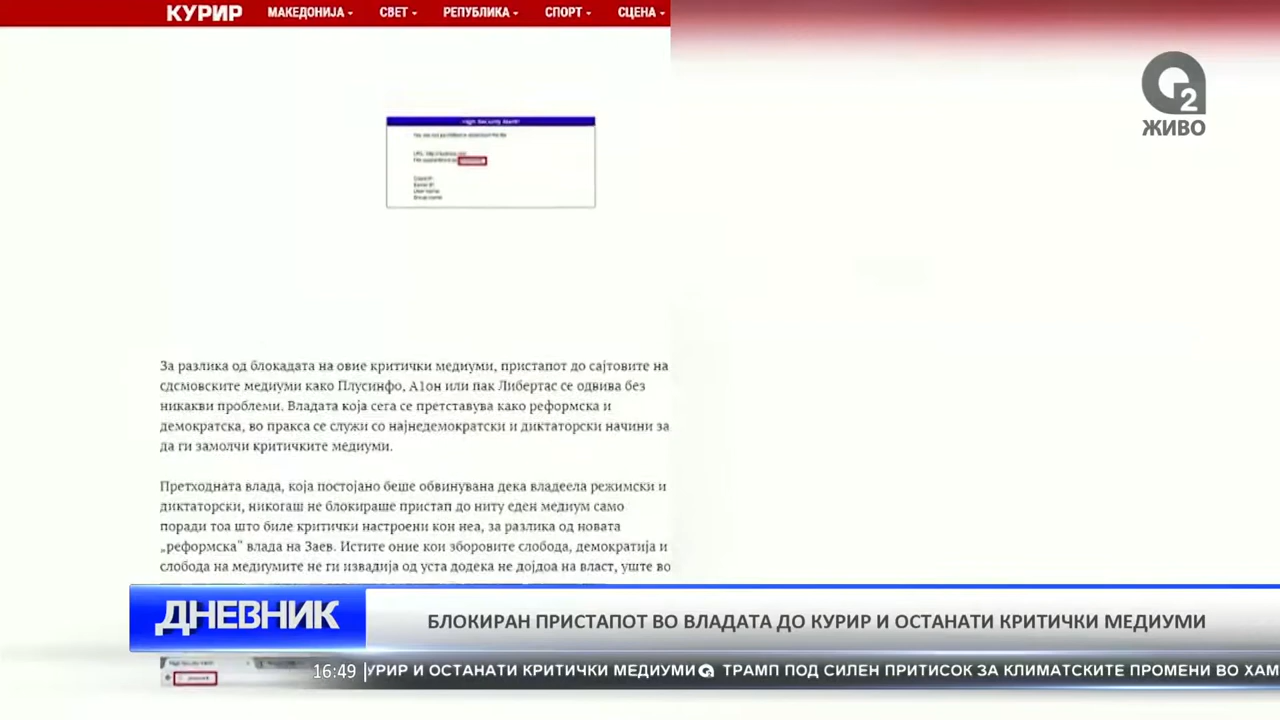 КУРИР МАКЕДОНИЈА СВЕТ РЕПУБЛИКА СПОРТ СЦЕНА
2
ЖИВО
High Security Alert!
За разлика од блокадата на овие критички медиуми, пристапот до сајтовите на
сдсмовските медиуми како Плусинфо, А1он или пак Либертас се одвива без
никакви проблеми. Владата која сега се претставува како реформска и
демократска, во пракса се служи со најнедемократски и диктаторски начини за
да ги замолчи критичките медиуми.
Претходната влада, која постојано беше обвинувана дека владеела режимски и
диктаторски, никогаш не блокираше пристап до ниту еден медиум само
поради тоа што биле критички настроени кон неа, за разлика од новата
„реформска“ влада на Заев. Истите оние кои зборовите слобода, демократија и
слобода на медиумите не ги извадија од уста додека не дојдоа на власт, уште во
ДНЕВНИК
БЛОКИРАН ПРИСТАПОТ ВО ВЛАДАТА ДО КУРИР И ОСТАНАТИ КРИТИЧКИ МЕДИУМИ
16:49 УРИР И ОСТАНАТИ КРИТИЧКИ МЕДИУМИ ТРАМП ПОД СИЛЕН ПРИТИСОК ЗА КЛИМАТСКИТЕ ПРОМЕНИ ВО ХАМ